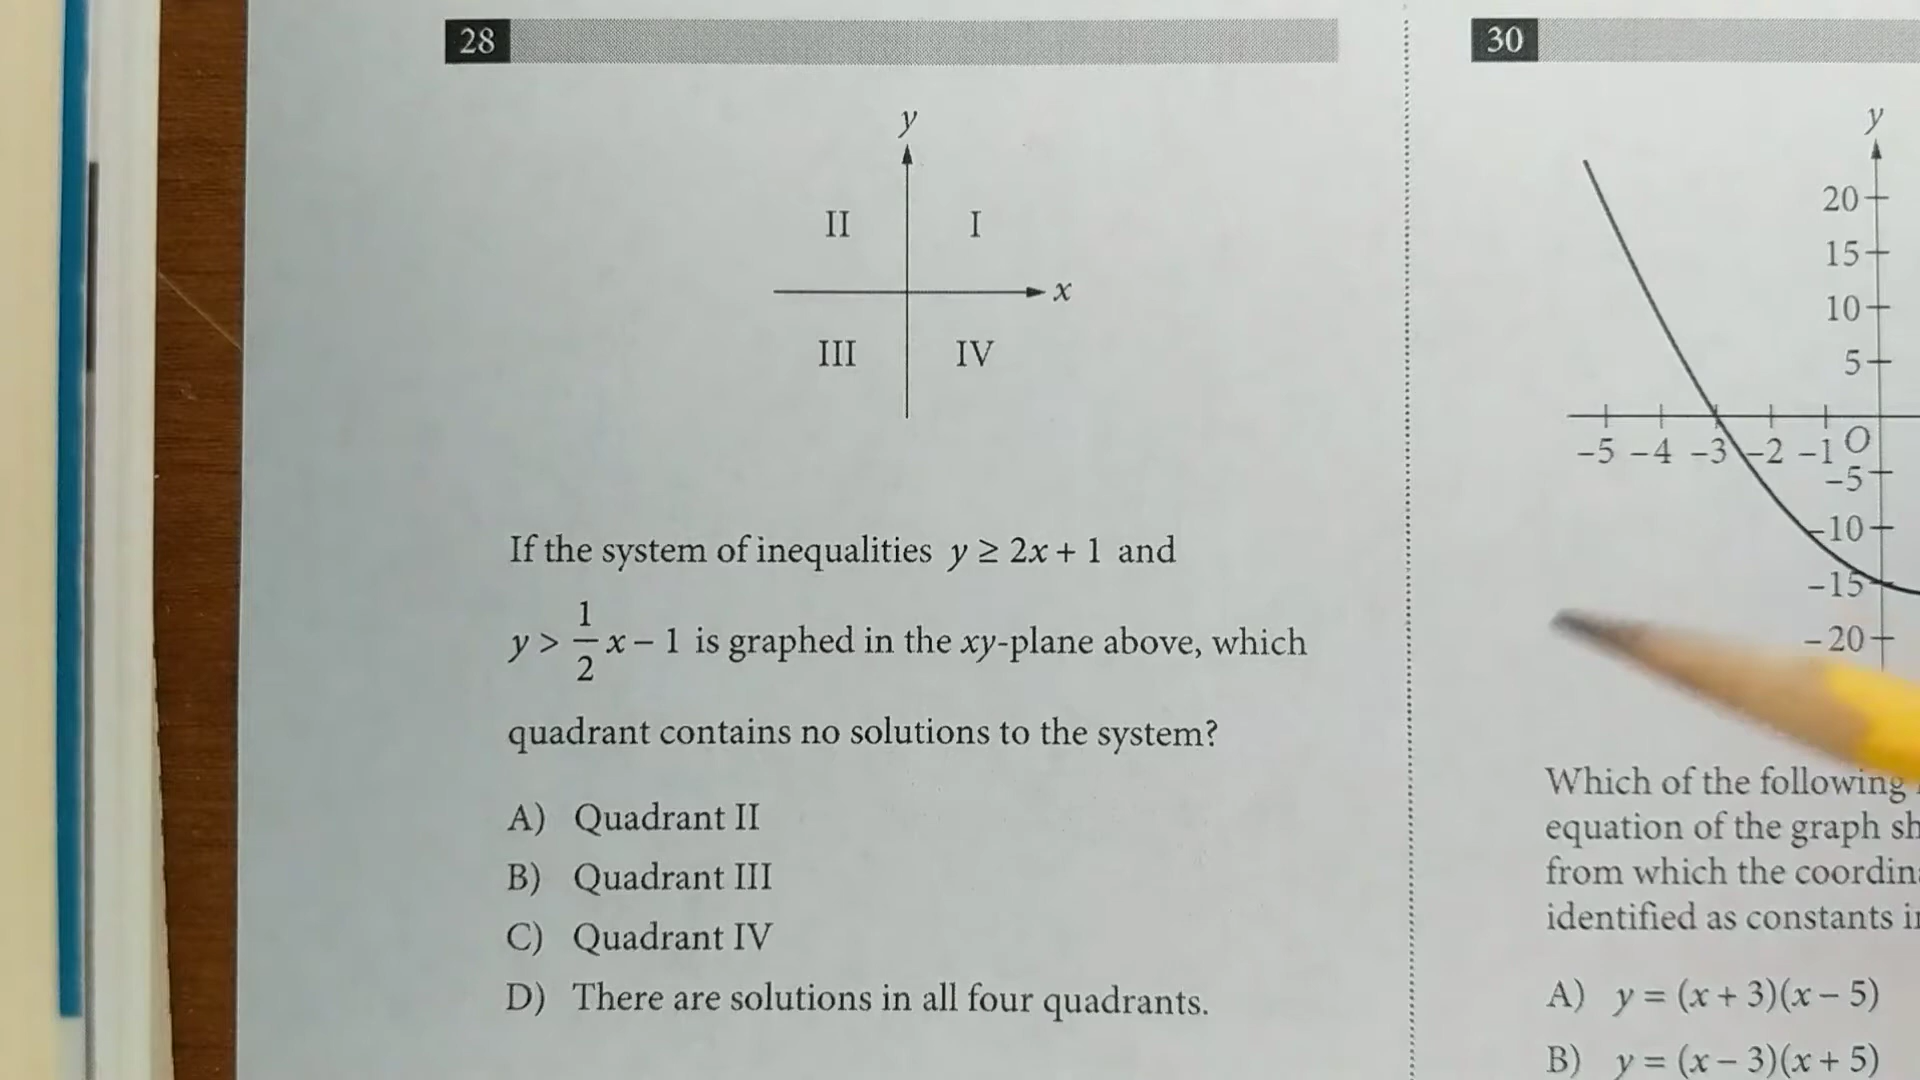 28
y
II I
x
III IV
If the system of inequalities y ≥ 2x + 1 and
y > 1/2 x − 1 is graphed in the xy-plane above, which
quadrant contains no solutions to the system?
A) Quadrant II
B) Quadrant III
C) Quadrant IV
D) There are solutions in all four quadrants.
30
y
20
15
10
5
−5 −4 −3 −2 −1 O
−5
−10
−15
−20
Which of the following
equation of the graph
from which the
identified as constants
A) y = (x + 3)(x − 5)
B) y = (x − 3)(x + 5)